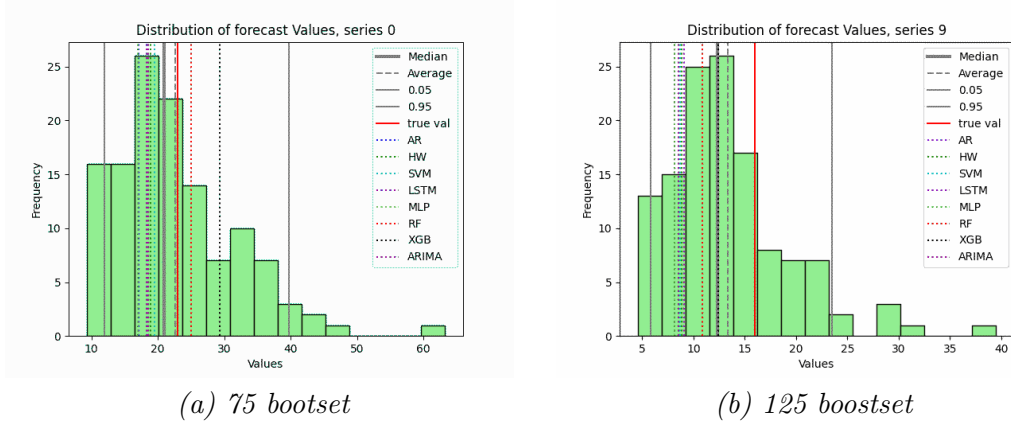 Distribution of forecast Values, series 0
Frequency
25
20
15
10
5
0
10 20 30 40 50 60
Values
Median
Average
0.05
0.95
true val
AR
HW
SVM
LSTM
MLP
RF
XGB
ARIMA
(a) 75 bootset
Distribution of forecast Values, series 9
Frequency
25
20
15
10
5
0
5 10 15 20 25 30 35 40
Values
Median
Average
0.05
0.95
true val
AR
HW
SVM
LSTM
MLP
RF
XGB
ARIMA
(b) 125 boostset